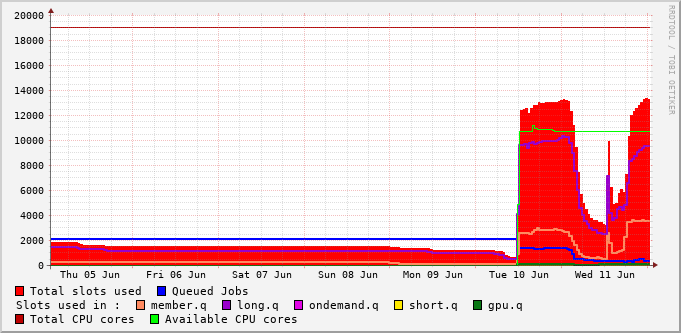 RRDTOOL / TOBI OETIKER
20000
18000
16000
14000
12000
10000
8000
6000
4000
2000
0
Thu 05 Jun Fri 06 Jun Sat 07 Jun Sun 08 Jun Mon 09 Jun Tue 10 Jun Wed 11 Jun
Total slots used Queued Jobs
Slots used in : member.q long.q ondemand.q short.q gpu.q
Total CPU cores Available CPU cores